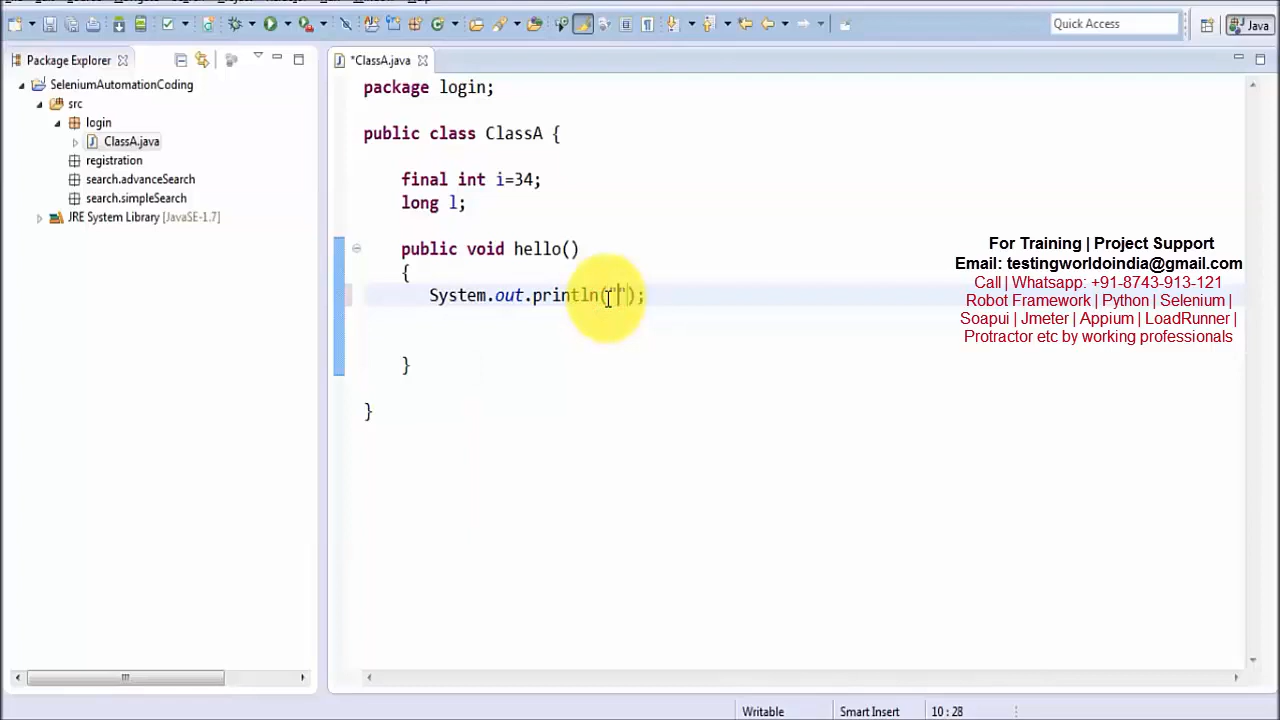 Quick Access
Java
Package Explorer
*ClassA.java
SeleniumAutomationCoding
src
login
ClassA.java
registration
search.advanceSearch
search.simpleSearch
JRE System Library [JavaSE-1.7]
package login;
public class ClassA {
final int i=34;
long l;
public void hello()
{
System.out.println("");
}
}
For Training | Project Support
Email: testingworldoindia@gmail.com
Call | Whatsapp: +91-8743-913-121
Robot Framework | Python | Selenium |
Soapui | Jmeter | Appium | LoadRunner |
Protractor etc by working professionals
Writable
Smart Insert
10 : 28